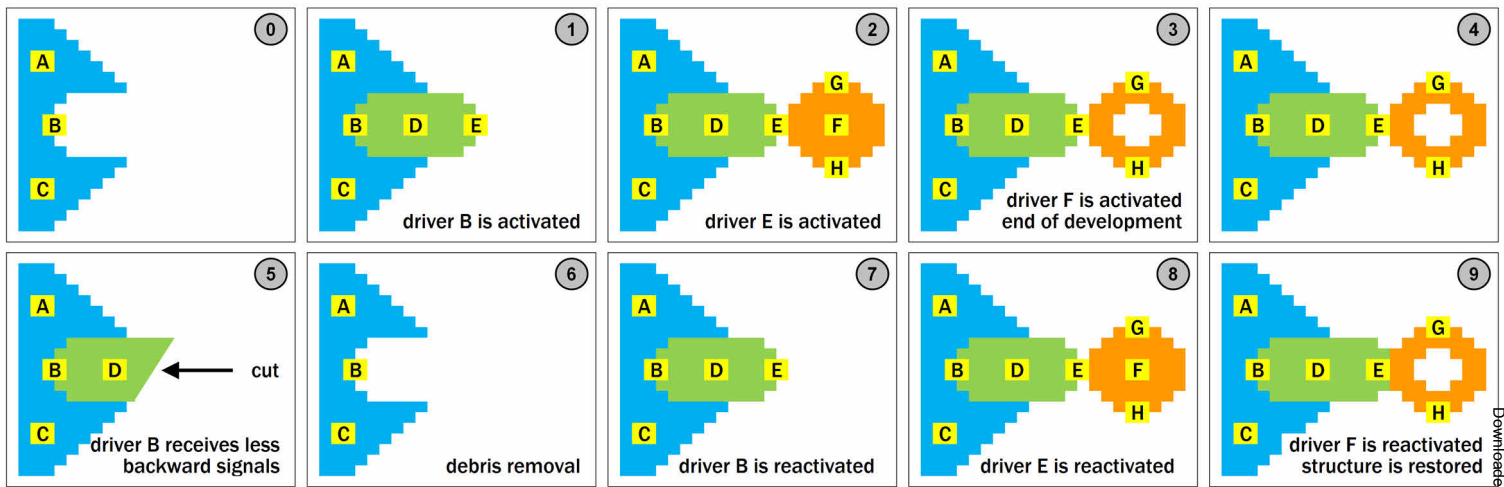 0
A
B
C
1
A
B D E
C
driver B is activated
2
A
G
B D E F
H
C
driver E is activated
3
A
G
B D E
H
C
driver F is activated
end of development
4
A
G
B D E
H
C
5
A
B D
cut
C
driver B receives less
backward signals
6
A
B
C
debris removal
7
A
B D E
C
driver B is reactivated
8
A
G
B D E F
H
C
driver E is reactivated
9
A
G
B D E
H
C
driver F is reactivated
structure is restored
Downloade